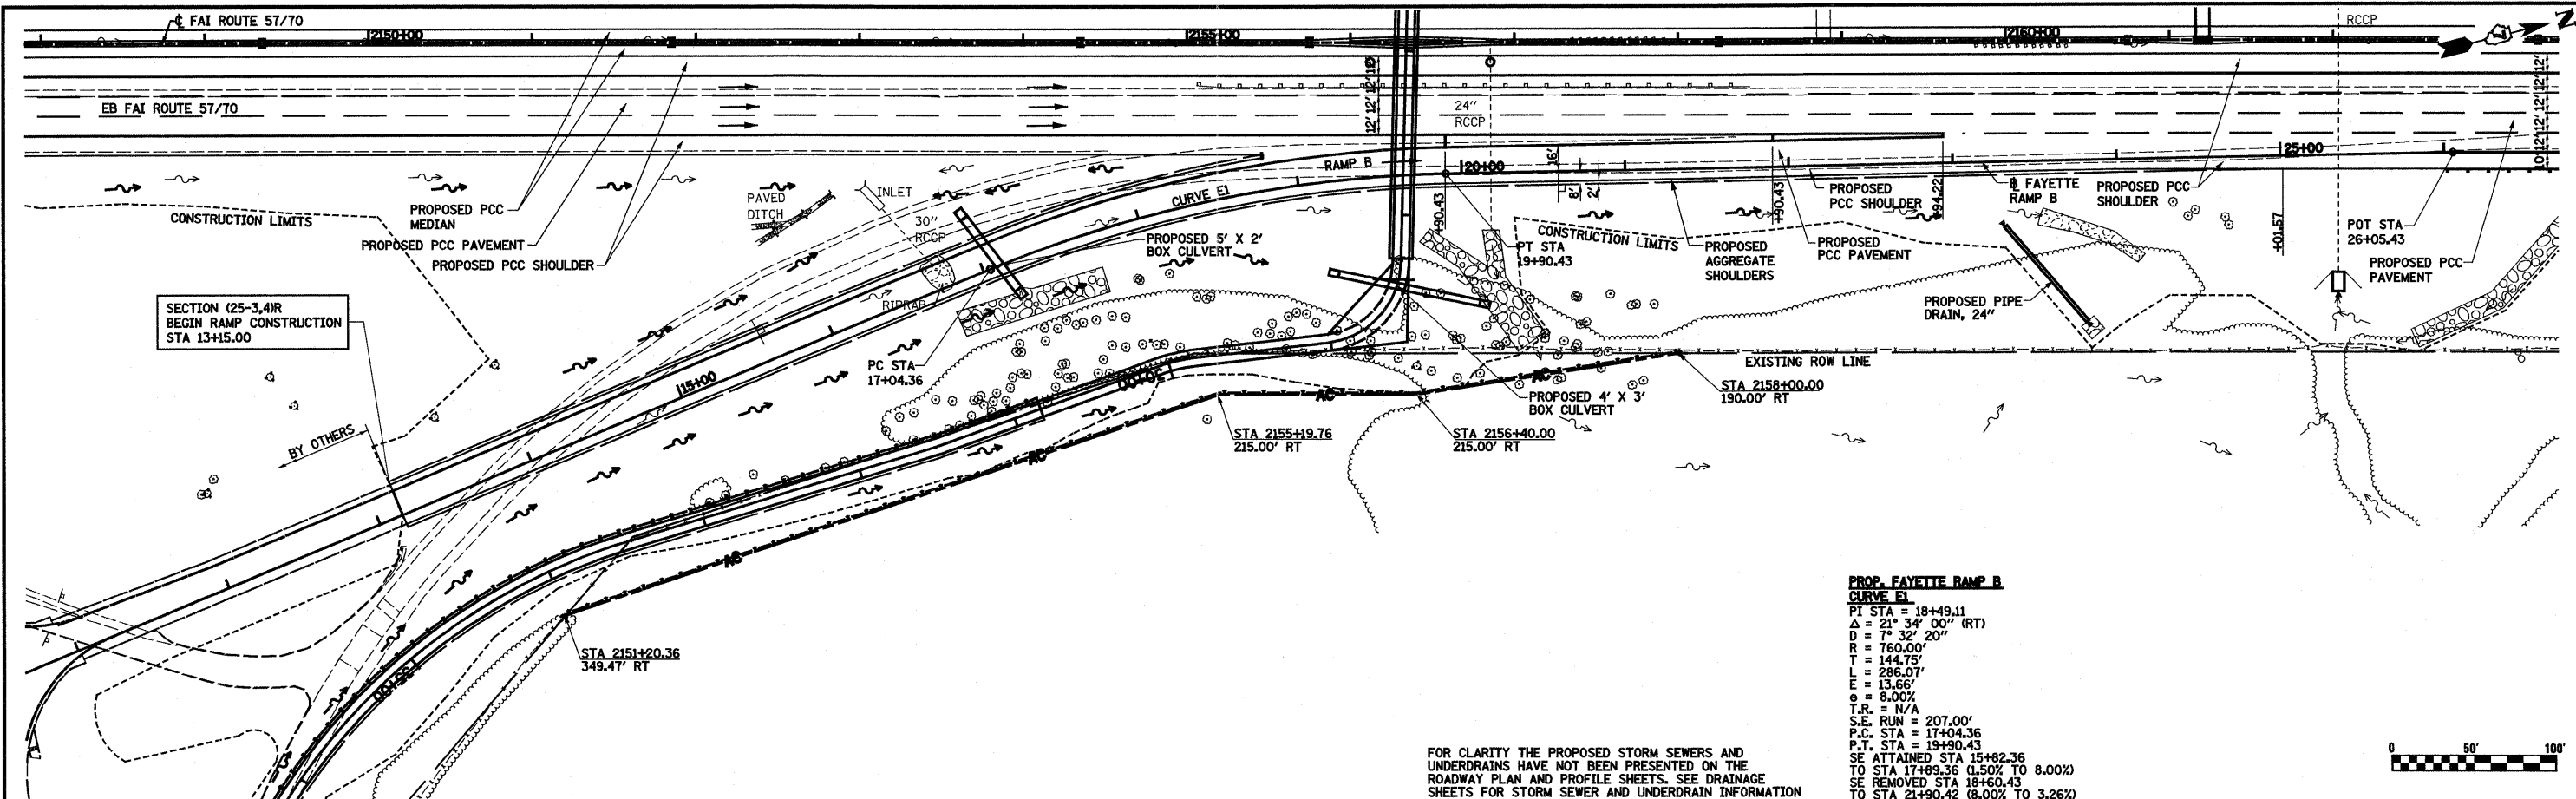 ℄ FAI ROUTE 57/70
2150+00
2155+00
2160+00
RCCP
N
EB FAI ROUTE 57/70
12' 12' 12' 12'
24"
RCCP
10' 12' 12' 12' 12' 12'
RAMP B
20+00
16'
8'
2'
25+00
CURVE E1
PAVED
DITCH
INLET
30"
RCCP
CONSTRUCTION LIMITS
PROPOSED PCC
MEDIAN
PROPOSED PCC PAVEMENT
PROPOSED PCC SHOULDER
PROPOSED 5' X 2'
BOX CULVERT
+90.43
PT STA
19+90.43
CONSTRUCTION LIMITS
PROPOSED
AGGREGATE
SHOULDERS
+90.43
PROPOSED
PCC PAVEMENT
PROPOSED
PCC SHOULDER
+94.22
B FAYETTE
RAMP B
PROPOSED PCC
SHOULDER
+01.57
POT STA
26+05.43
PROPOSED PCC
PAVEMENT
RIPRAP
SECTION (25-3,4)R
BEGIN RAMP CONSTRUCTION
STA 13+15.00
PROPOSED PIPE
DRAIN, 24"
PC STA
17+04.36
15+00
30+00
EXISTING ROW LINE
STA 2158+00.00
190.00' RT
PROPOSED 4' X 3'
BOX CULVERT
AC
AC
STA 2155+19.76
215.00' RT
STA 2156+40.00
215.00' RT
BY OTHERS
AC
AC
STA 2151+20.36
349.47' RT
35+00
PROP. FAYETTE RAMP B
CURVE E1
PI STA = 18+49.11
Δ = 21° 34' 00" (RT)
D = 7° 32' 20"
R = 760.00'
T = 144.75'
L = 286.07'
E = 13.66'
e = 8.00%
T.R. = N/A
S.E. RUN = 207.00'
P.C. STA = 17+04.36
P.T. STA = 19+90.43
SE ATTAINED STA 15+82.36
TO STA 17+89.36 (1.50% TO 8.00%)
SE REMOVED STA 18+60.43
TO STA 21+90.42 (8.00% TO 3.26%)
FOR CLARITY THE PROPOSED STORM SEWERS AND
UNDERDRAINS HAVE NOT BEEN PRESENTED ON THE
ROADWAY PLAN AND PROFILE SHEETS. SEE DRAINAGE
SHEETS FOR STORM SEWER AND UNDERDRAIN INFORMATION
0 50' 100'